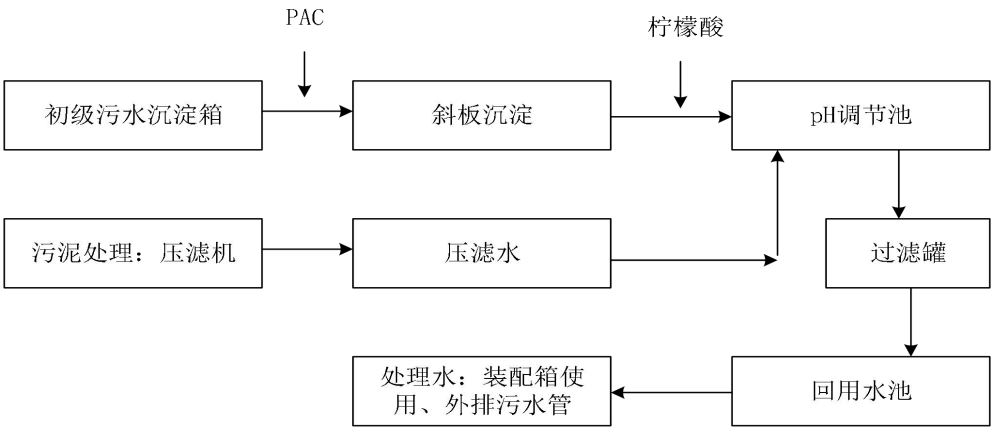 PAC
柠檬酸
初级污水沉淀箱
斜板沉淀
pH调节池
污泥处理：压滤机
压滤水
过滤罐
处理水：装配箱使
用、外排污水管
回用水池